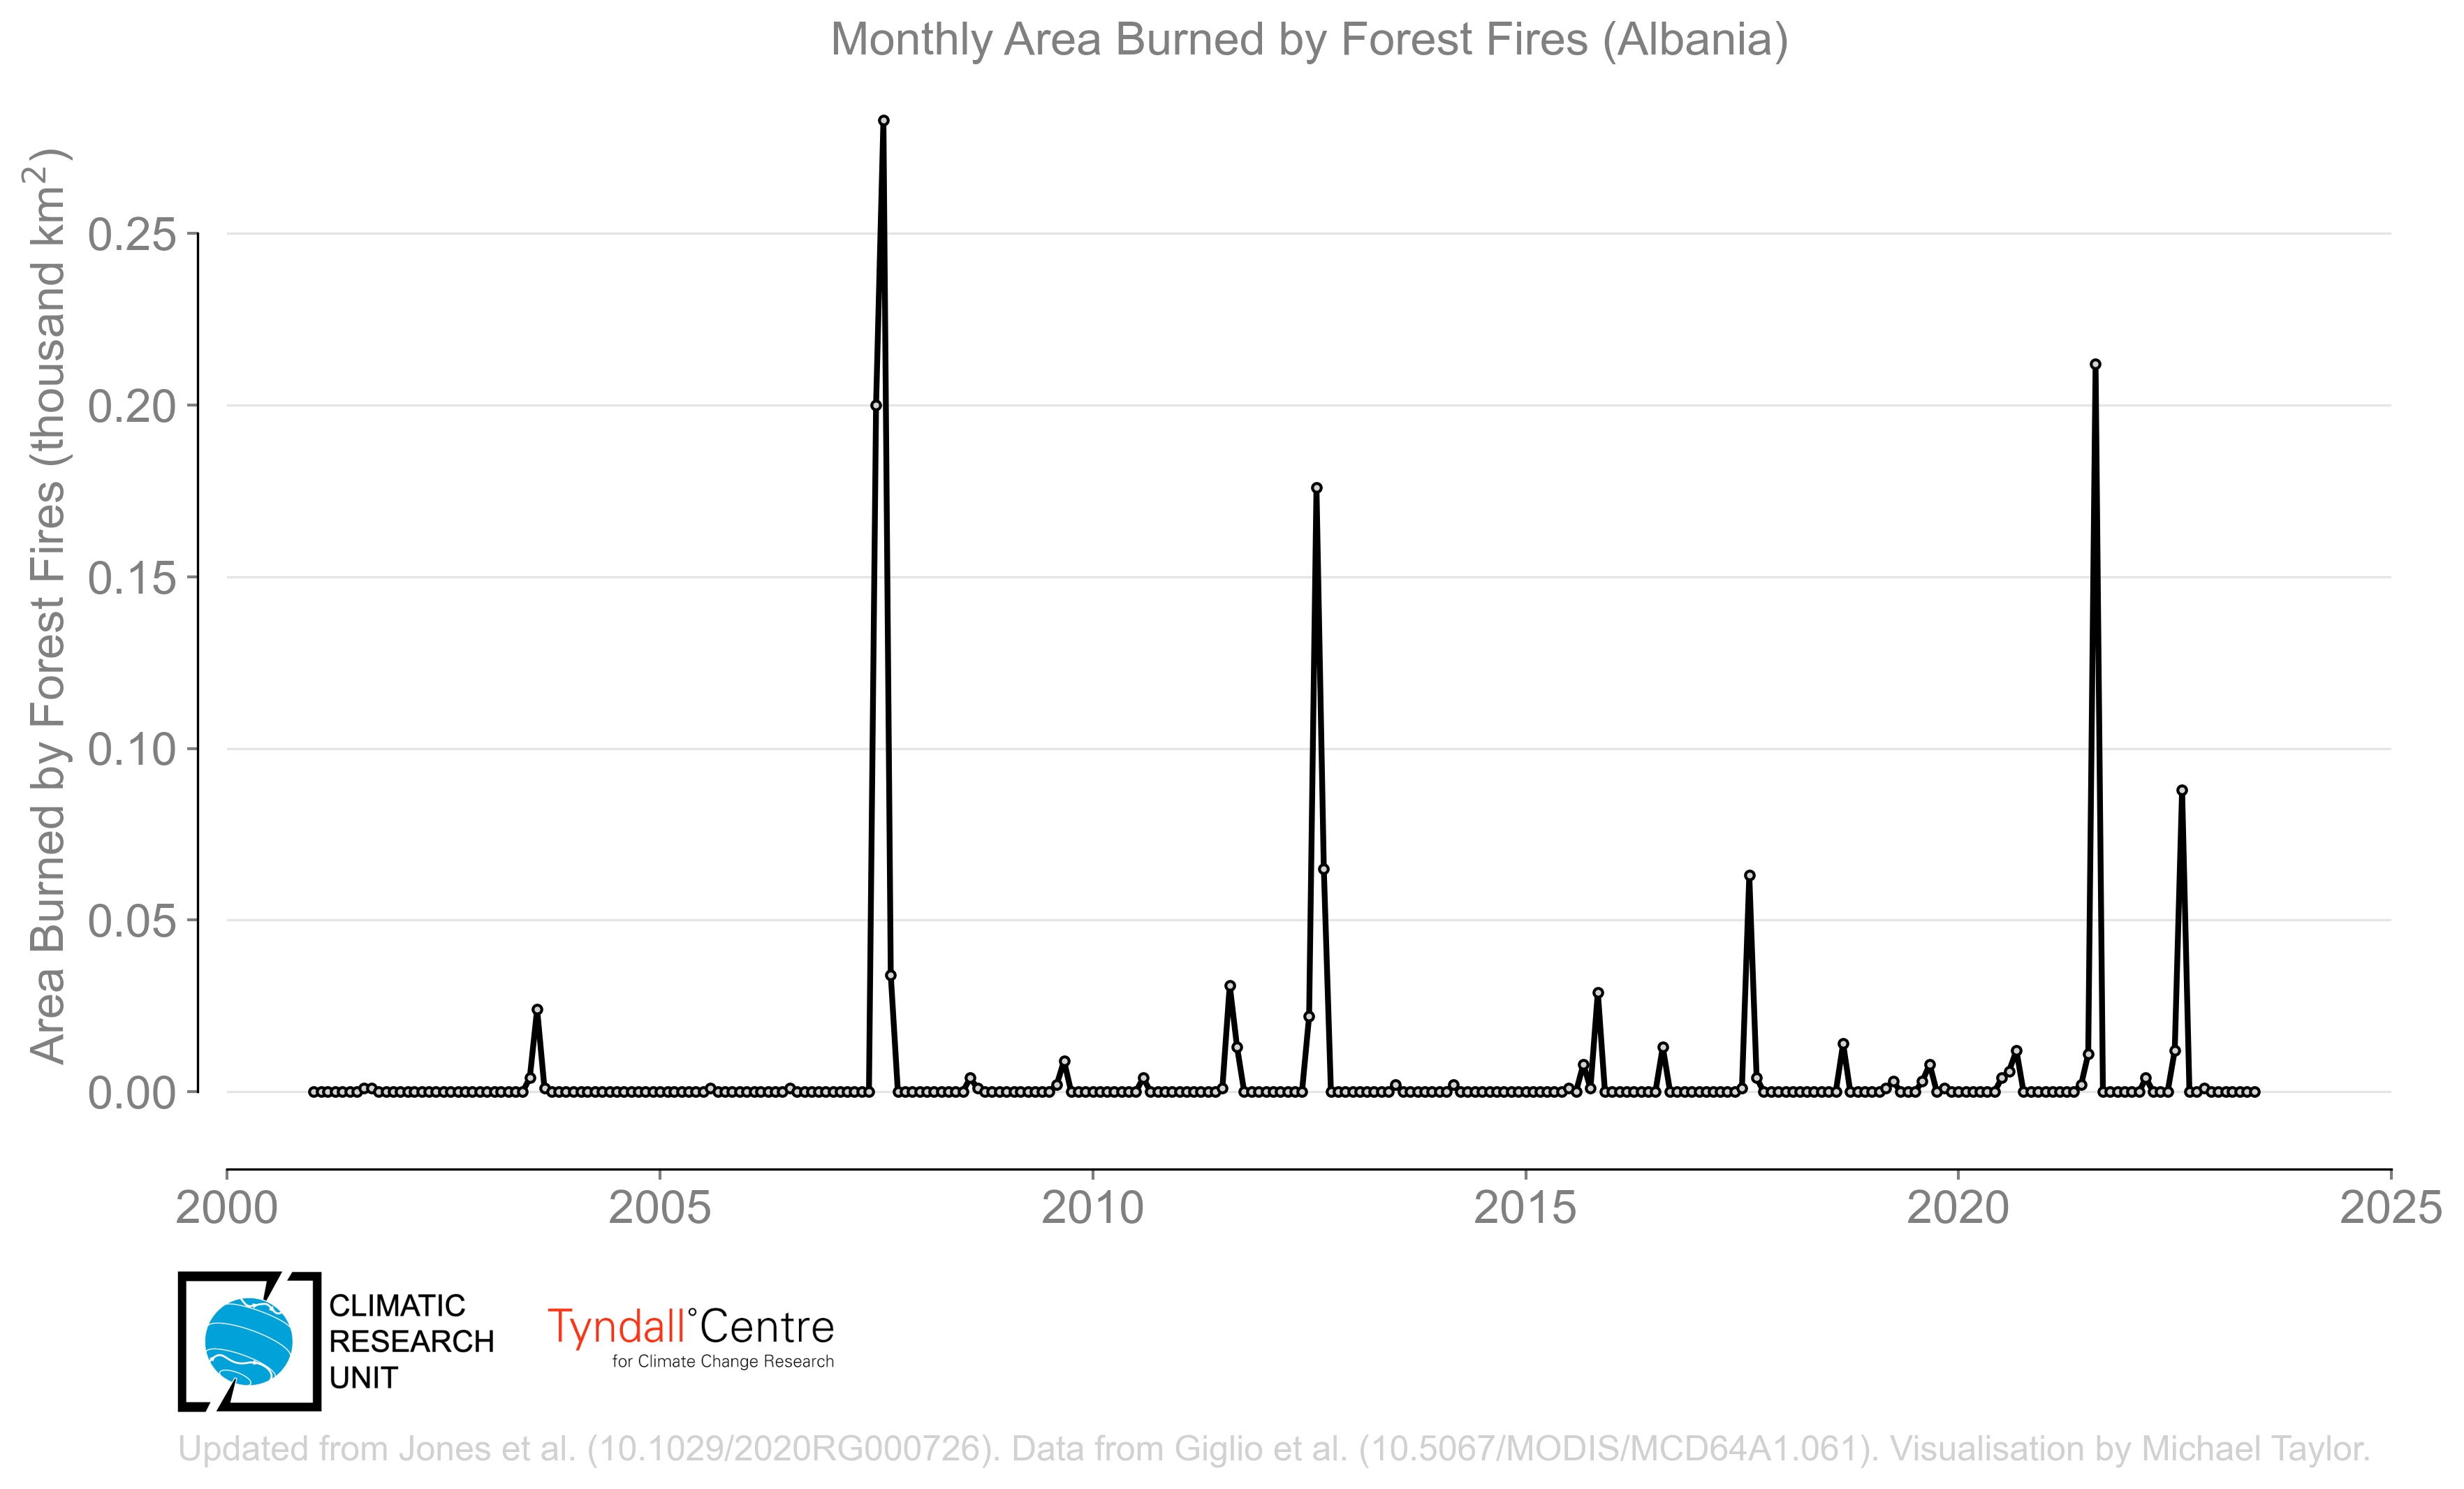 Monthly Area Burned by Forest Fires (Albania)
Area Burned by Forest Fires (thousand km²)
0.25
0.20
0.15
0.10
0.05
0.00
2000 2005 2010 2015 2020 2025
CLIMATIC
RESEARCH
UNIT
Tyndall°Centre
for Climate Change Research
Updated from Jones et al. (10.1029/2020RG000726). Data from Giglio et al. (10.5067/MODIS/MCD64A1.061). Visualisation by Michael Taylor.